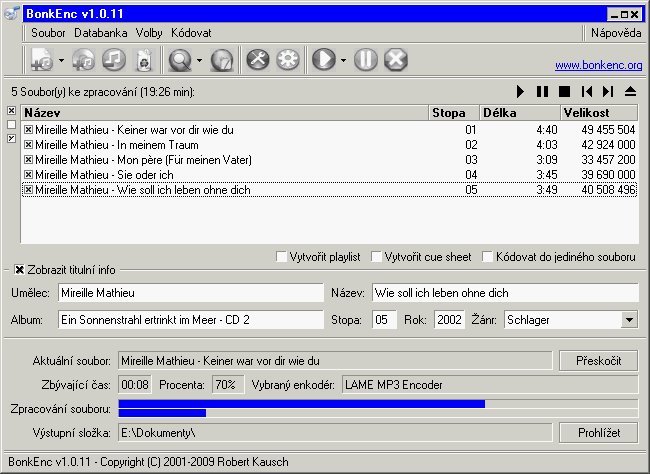 BonkEnc v1.0.11
Soubor Databanka Volby Kódovat Nápověda
www.bonkenc.org
5 Soubor(y) ke zpracování (19:26 min):
Název Stopa Délka Velikost
Mireille Mathieu - Keiner war vor dir wie du 01 4:40 49 455 504
Mireille Mathieu - In meinem Traum 02 4:03 42 924 000
Mireille Mathieu - Mon père (Für meinen Vater) 03 3:09 33 457 200
Mireille Mathieu - Sie oder ich 04 3:45 39 690 000
Mireille Mathieu - Wie soll ich leben ohne dich 05 3:49 40 508 496
Vytvořit playlist Vytvořit cue sheet Kódovat do jediného souboru
Zobrazit titulní info
Umělec: Mireille Mathieu Název: Wie soll ich leben ohne dich
Album: Ein Sonnenstrahl ertrinkt im Meer - CD 2 Stopa: 05 Rok: 2002 Žánr: Schlager
Aktuální soubor: Mireille Mathieu - Keiner war vor dir wie du Přeskočit
Zbývající čas: 00:08 Procenta: 70% Vybraný enkodér: LAME MP3 Encoder
Zpracování souboru:
Výstupní složka: E:\Dokumenty\ Prohlížet
BonkEnc v1.0.11 - Copyright (C) 2001-2009 Robert Kausch